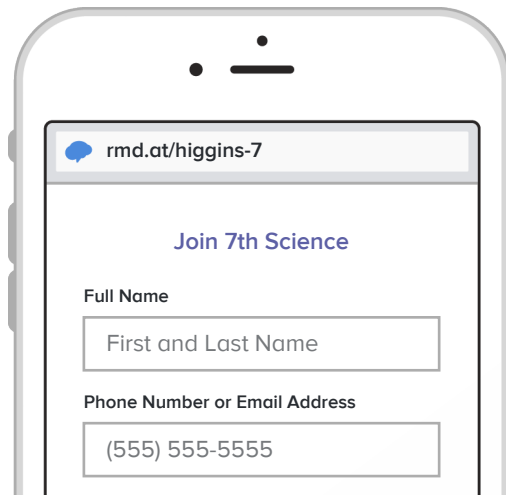 rmd.at/higgins-7
Join 7th Science
Full Name
First and Last Name
Phone Number or Email Address
(555) 555-5555